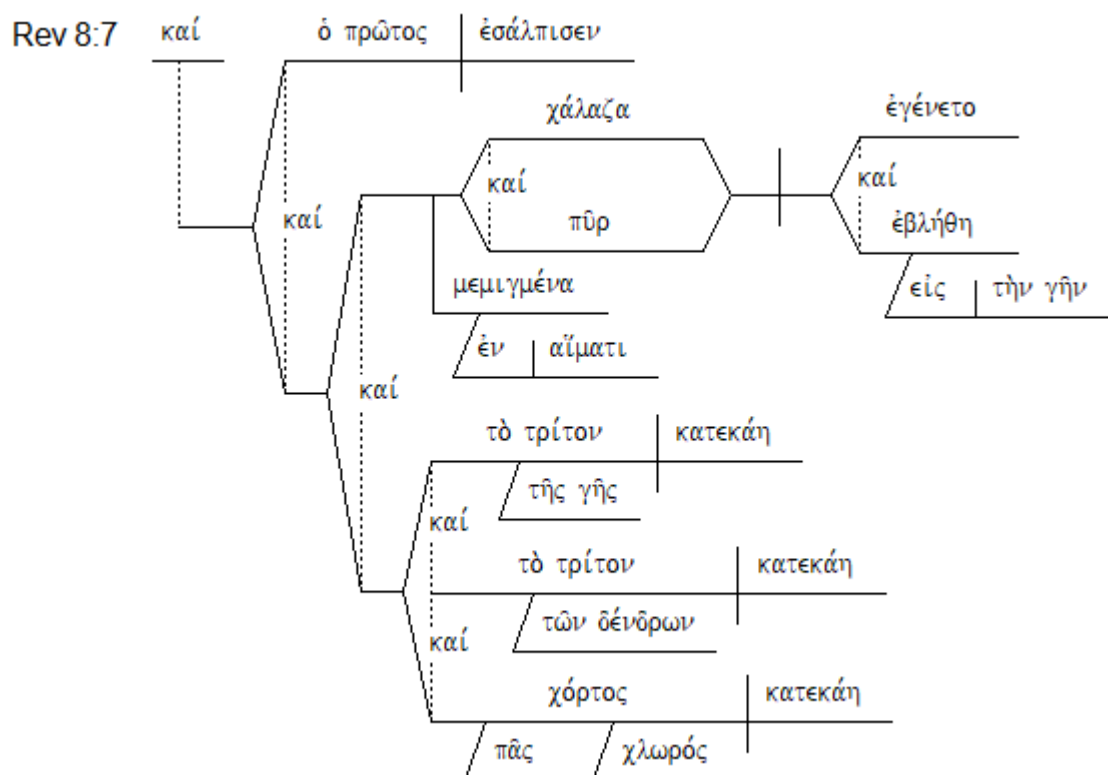 Rev 8:7 καί ὁ πρῶτος ἐσάλπισεν
χάλαζα ἐγένετο
καί καί
καί πῦρ ἐβλήθη
μεμιγμένα εἰς τὴν γῆν
ἐν αἵματι
καί
τὸ τρίτον κατεκάη
τῆς γῆς
καί
τὸ τρίτον κατεκάη
τῶν δένδρων
καί
χόρτος κατεκάη
πᾶς χλωρός